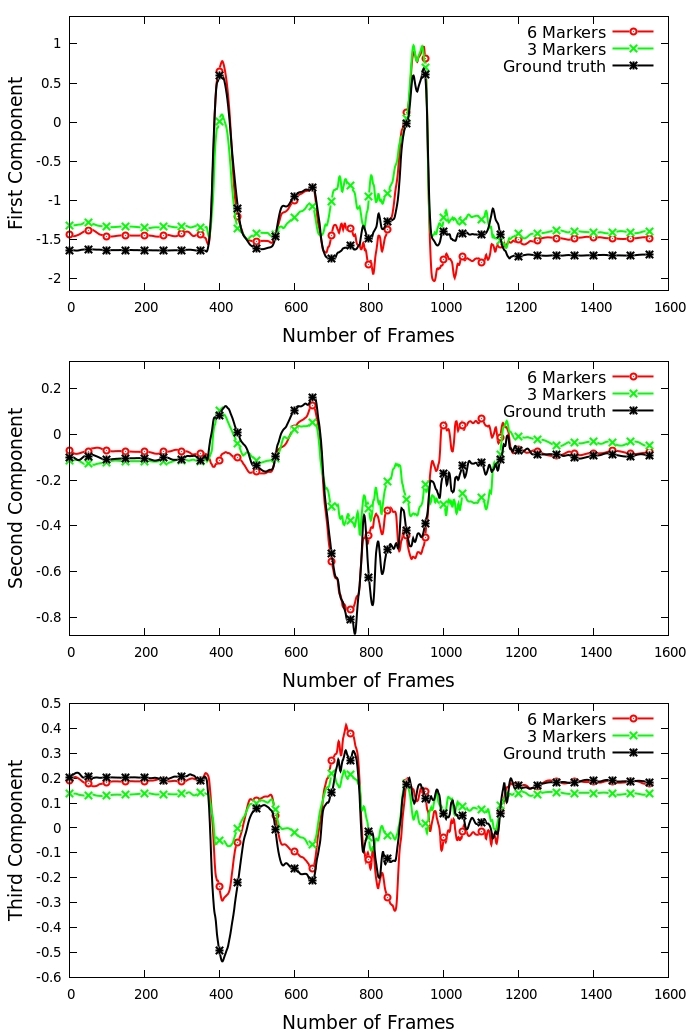 6 Markers
3 Markers
Ground truth
First Component
1
0.5
0
-0.5
-1
-1.5
-2
0 200 400 600 800 1000 1200 1400 1600
Number of Frames
6 Markers
3 Markers
Ground truth
Second Component
0.2
0
-0.2
-0.4
-0.6
-0.8
0 200 400 600 800 1000 1200 1400 1600
Number of Frames
6 Markers
3 Markers
Ground truth
Third Component
0.5
0.4
0.3
0.2
0.1
0
-0.1
-0.2
-0.3
-0.4
-0.5
-0.6
0 200 400 600 800 1000 1200 1400 1600
Number of Frames